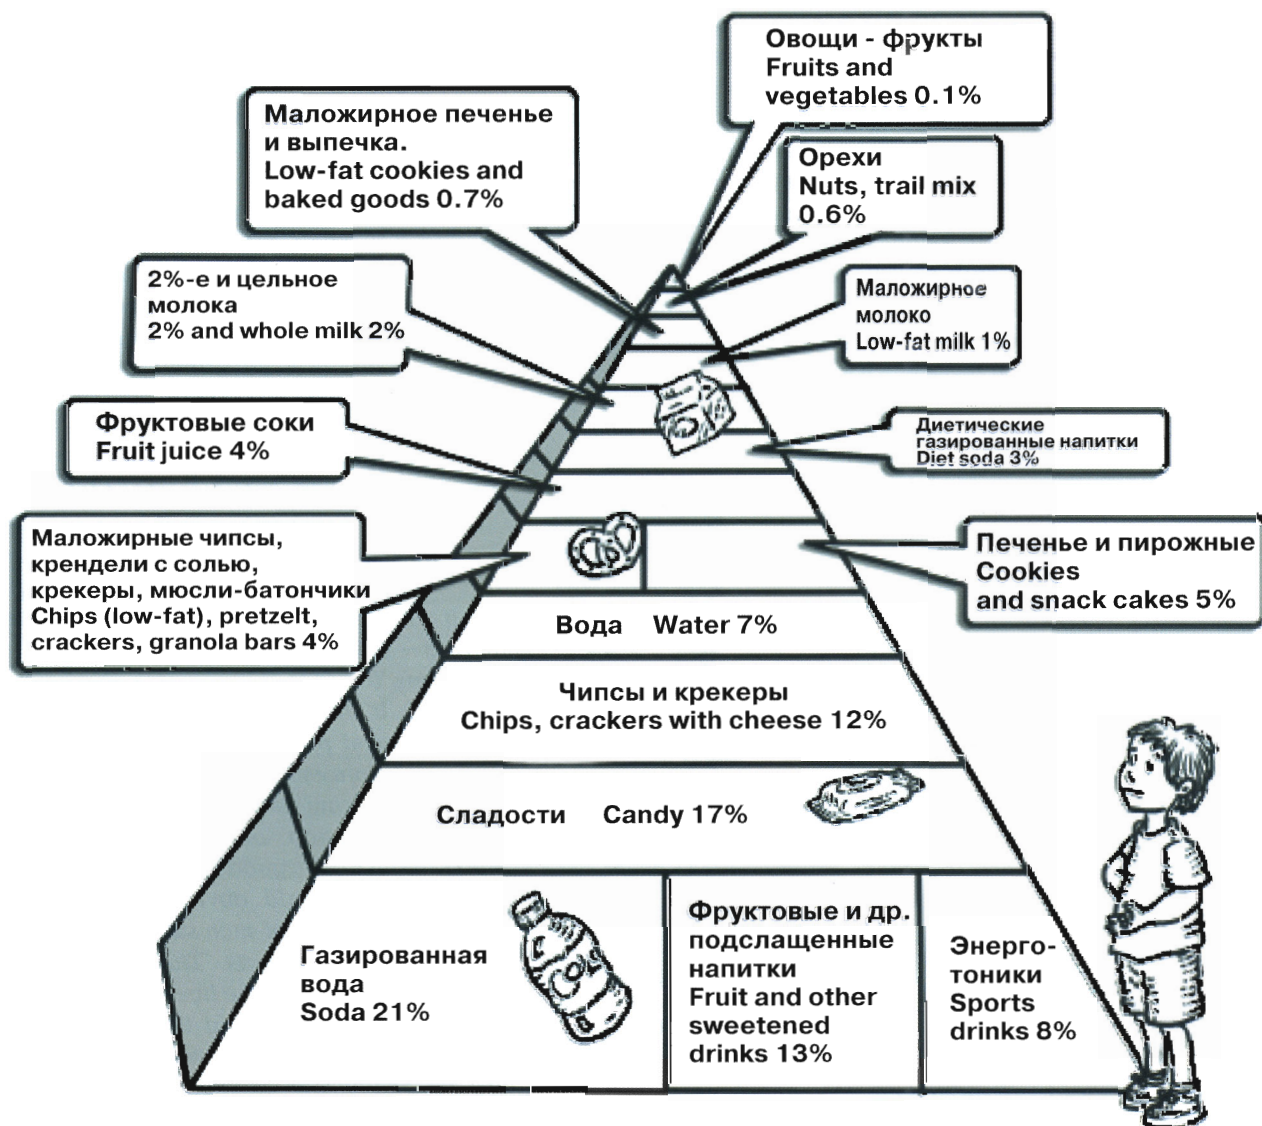 Овощи - фрукты
Fruits and
vegetables 0.1%
Маложирное печенье
и выпечка.
Low-fat cookies and
baked goods 0.7%
Орехи
Nuts, trail mix
0.6%
2%-е и цельное
молока
2% and whole milk 2%
Маложирное
молоко
Low-fat milk 1%
Фруктовые соки
Fruit juice 4%
Диетические
газированные напитки
Diet soda 3%
Маложирные чипсы,
крендели с солью,
крекеры, мюсли-батончики
Chips (low-fat), pretzelt,
crackers, granola bars 4%
Печенье и пирожные
Cookies
and snack cakes 5%
Вода Water 7%
Чипсы и крекеры
Chips, crackers with cheese 12%
Сладости Candy 17%
Газированная
вода
Soda 21%
Фруктовые и др.
подслащенные
напитки
Fruit and other
sweetened
drinks 13%
Энерго-
тоники
Sports
drinks 8%